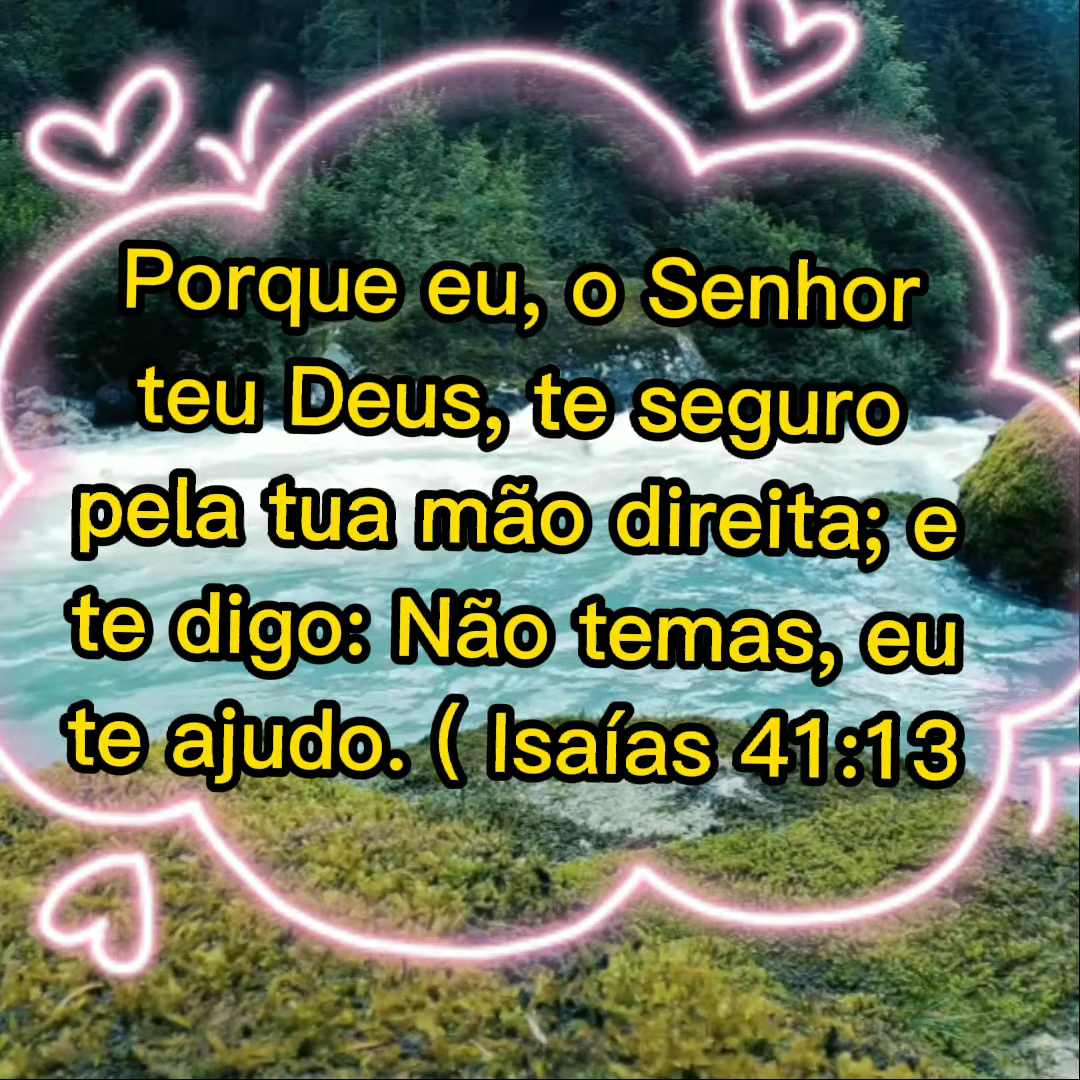 Porque eu, o Senhor
teu Deus, te seguro
pela tua mão direita; e
te digo: Não temas, eu
te ajudo. ( Isaías 41:13